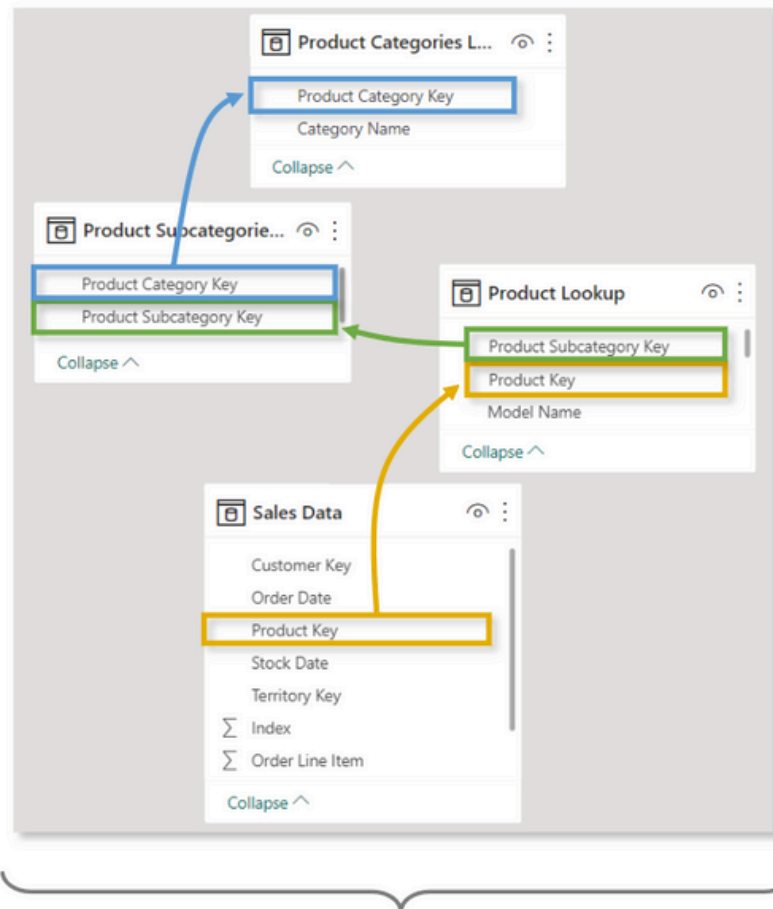 Product Categories L...
Product Category Key
Category Name
Collapse
Product Subcategorie...
Product Category Key
Product Subcategory Key
Collapse
Product Lookup
Product Subcategory Key
Product Key
Model Name
Collapse
Sales Data
Customer Key
Order Date
Product Key
Stock Date
Territory Key
Index
Order Line Item
Collapse